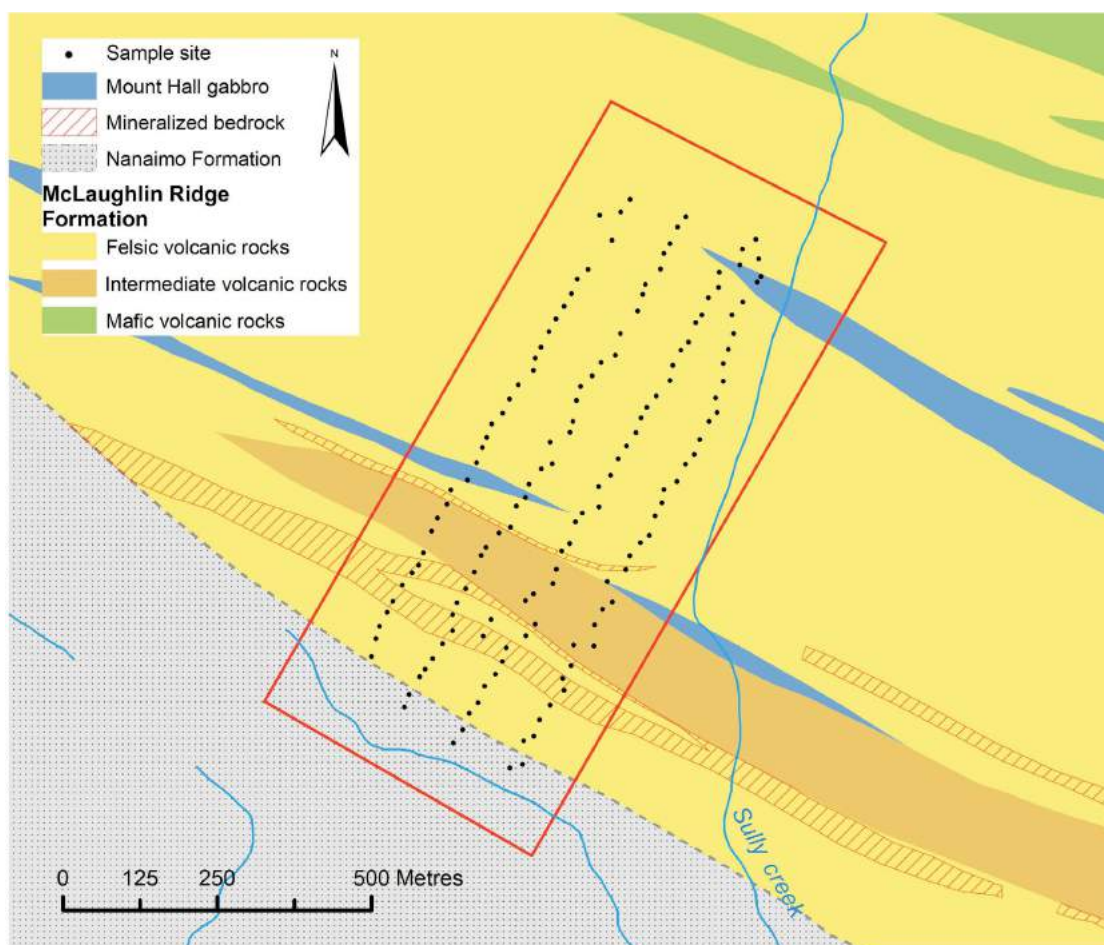 Sample site
N
Mount Hall gabbro
Mineralized bedrock
Nanaimo Formation
McLaughlin Ridge
Formation
Felsic volcanic rocks
Intermediate volcanic rocks
Mafic volcanic rocks
Sully creek
0 125 250 500 Metres